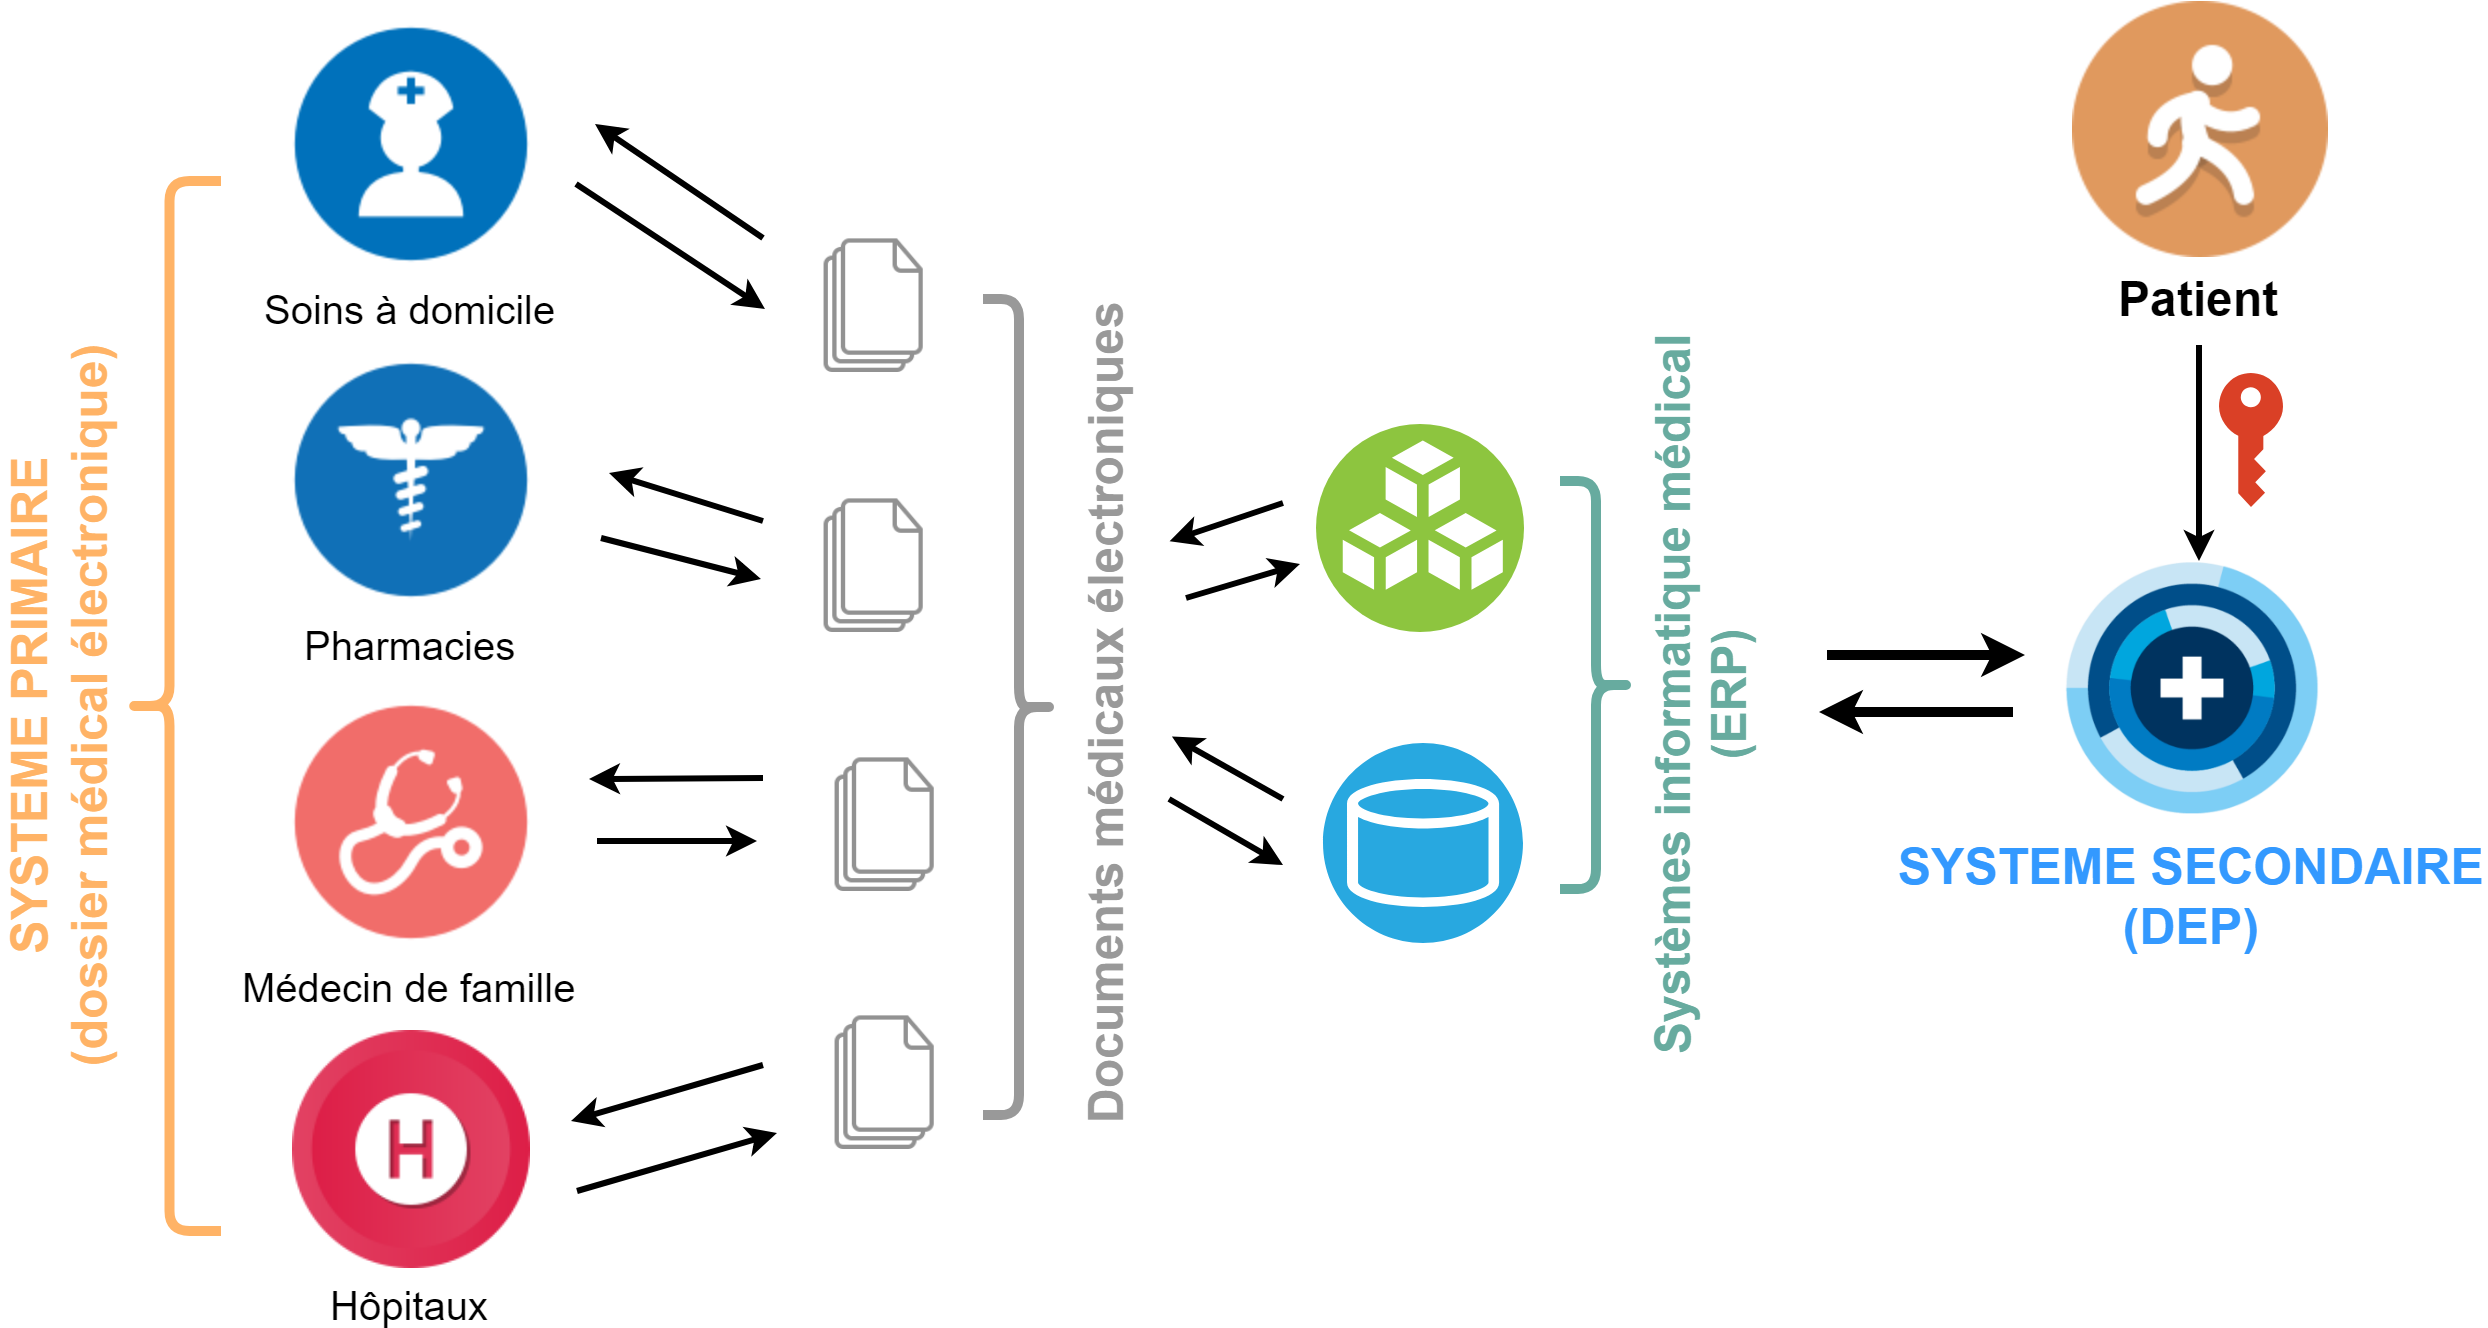 SYSTEME PRIMAIRE
(dossier médical électronique)
Soins à domicile
Pharmacies
Médecin de famille
H
Hôpitaux
Documents médicaux électroniques
Systèmes informatique médical
(ERP)
Patient
SYSTEME SECONDAIRE
(DEP)